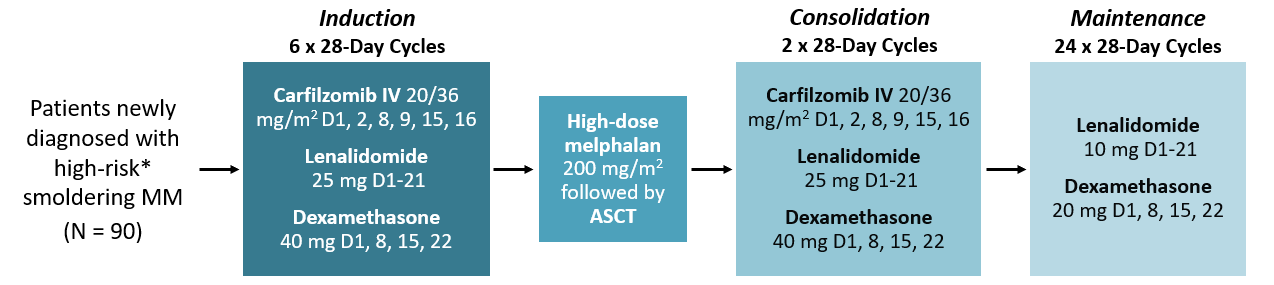 Patients newly
diagnosed with
high-risk*
smoldering MM
(N = 90)
Induction
6 x 28-Day Cycles
Carfilzomib IV 20/36
mg/m² D1, 2, 8, 9, 15, 16
Lenalidomide
25 mg D1-21
Dexamethasone
40 mg D1, 8, 15, 22
High-dose
melphalan
200 mg/m²
followed by
ASCT
Consolidation
2 x 28-Day Cycles
Carfilzomib IV 20/36
mg/m² D1, 2, 8, 9, 15, 16
Lenalidomide
25 mg D1-21
Dexamethasone
40 mg D1, 8, 15, 22
Maintenance
24 x 28-Day Cycles
Lenalidomide
10 mg D1-21
Dexamethasone
20 mg D1, 8, 15, 22